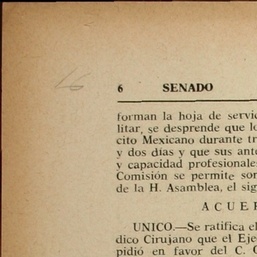 6 SENADO
forman la hoja de servic
litar, se desprende que lo
cito Mexicano durante tr
y dos días y que sus ant
y capacidad profesionale
Comisión se permite so
de la H. Asamblea, el sig
A C U E R
UNICO.—Se ratifica el
dico Cirujano que el Eje
pidió en favor del C. C